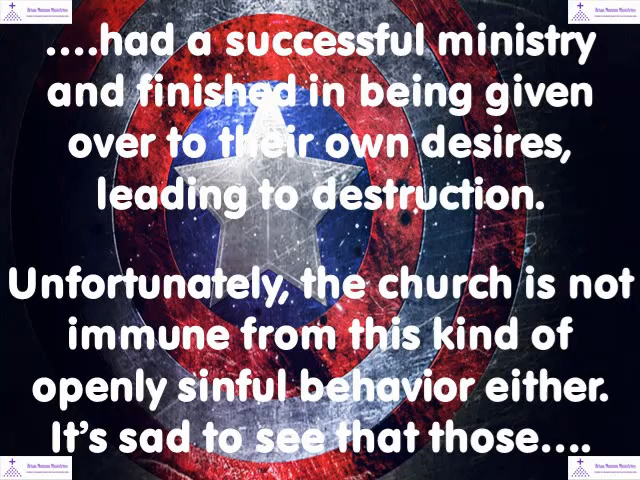 ....had a successful ministry
and finished in being given
over to their own desires,
leading to destruction.
Unfortunately, the church is not
immune from this kind of
openly sinful behavior either.
It’s sad to see that those....